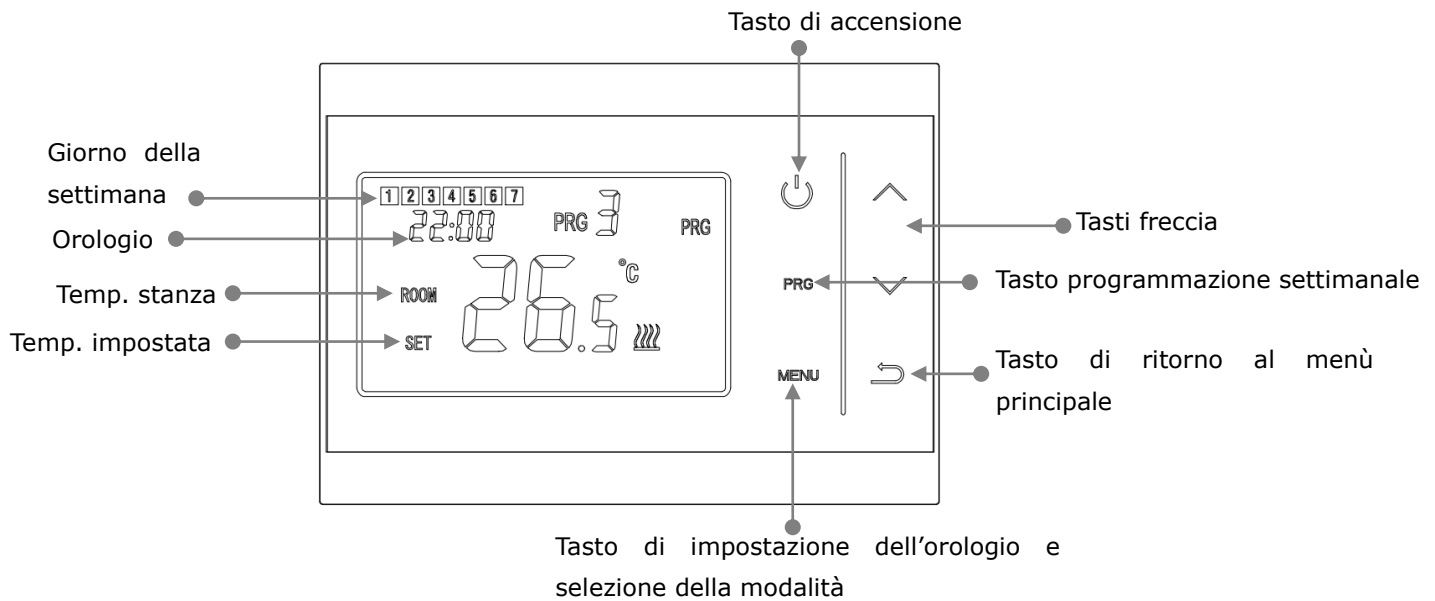 Tasto di accensione
Giorno della
settimana
Orologio
Temp. stanza
Temp. impostata
1 2 3 4 5 6 7
22:00 PRG 3 PRG
ROOM 26.5 °C
SET
PRG
MENU
Tasti freccia
Tasto programmazione settimanale
Tasto di ritorno al menù
principale
Tasto di impostazione dell’orologio e
selezione della modalità